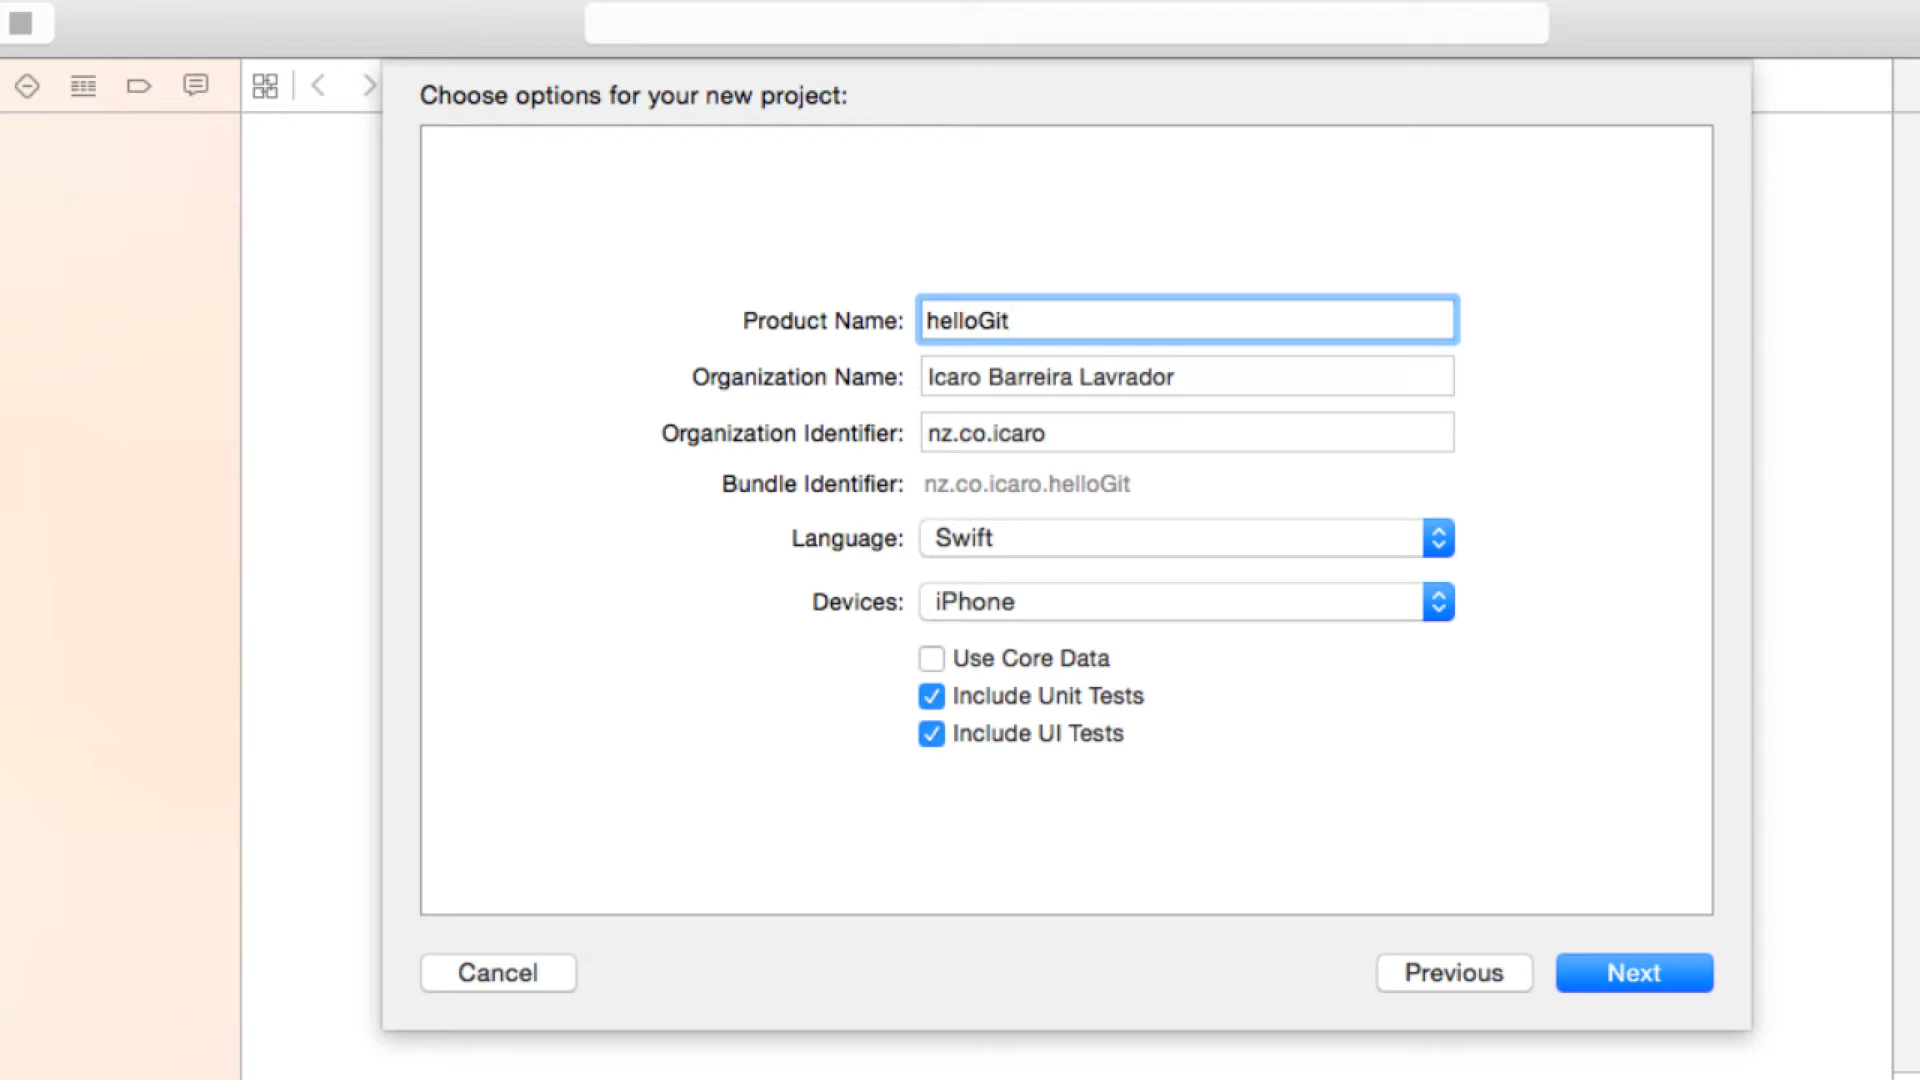 Choose options for your new project:
Product Name: helloGit
Organization Name: Icaro Barreira Lavrador
Organization Identifier: nz.co.icaro
Bundle Identifier: nz.co.icaro.helloGit
Language: Swift
Devices: iPhone
Use Core Data
Include Unit Tests
Include UI Tests
Cancel Previous Next